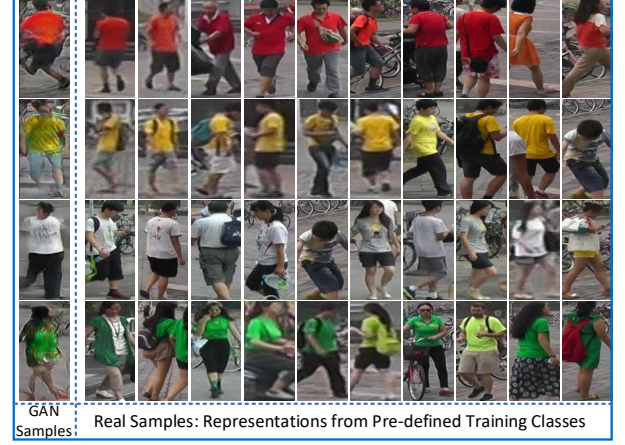 GAN
Samples
Real Samples: Representations from Pre-defined Training Classes